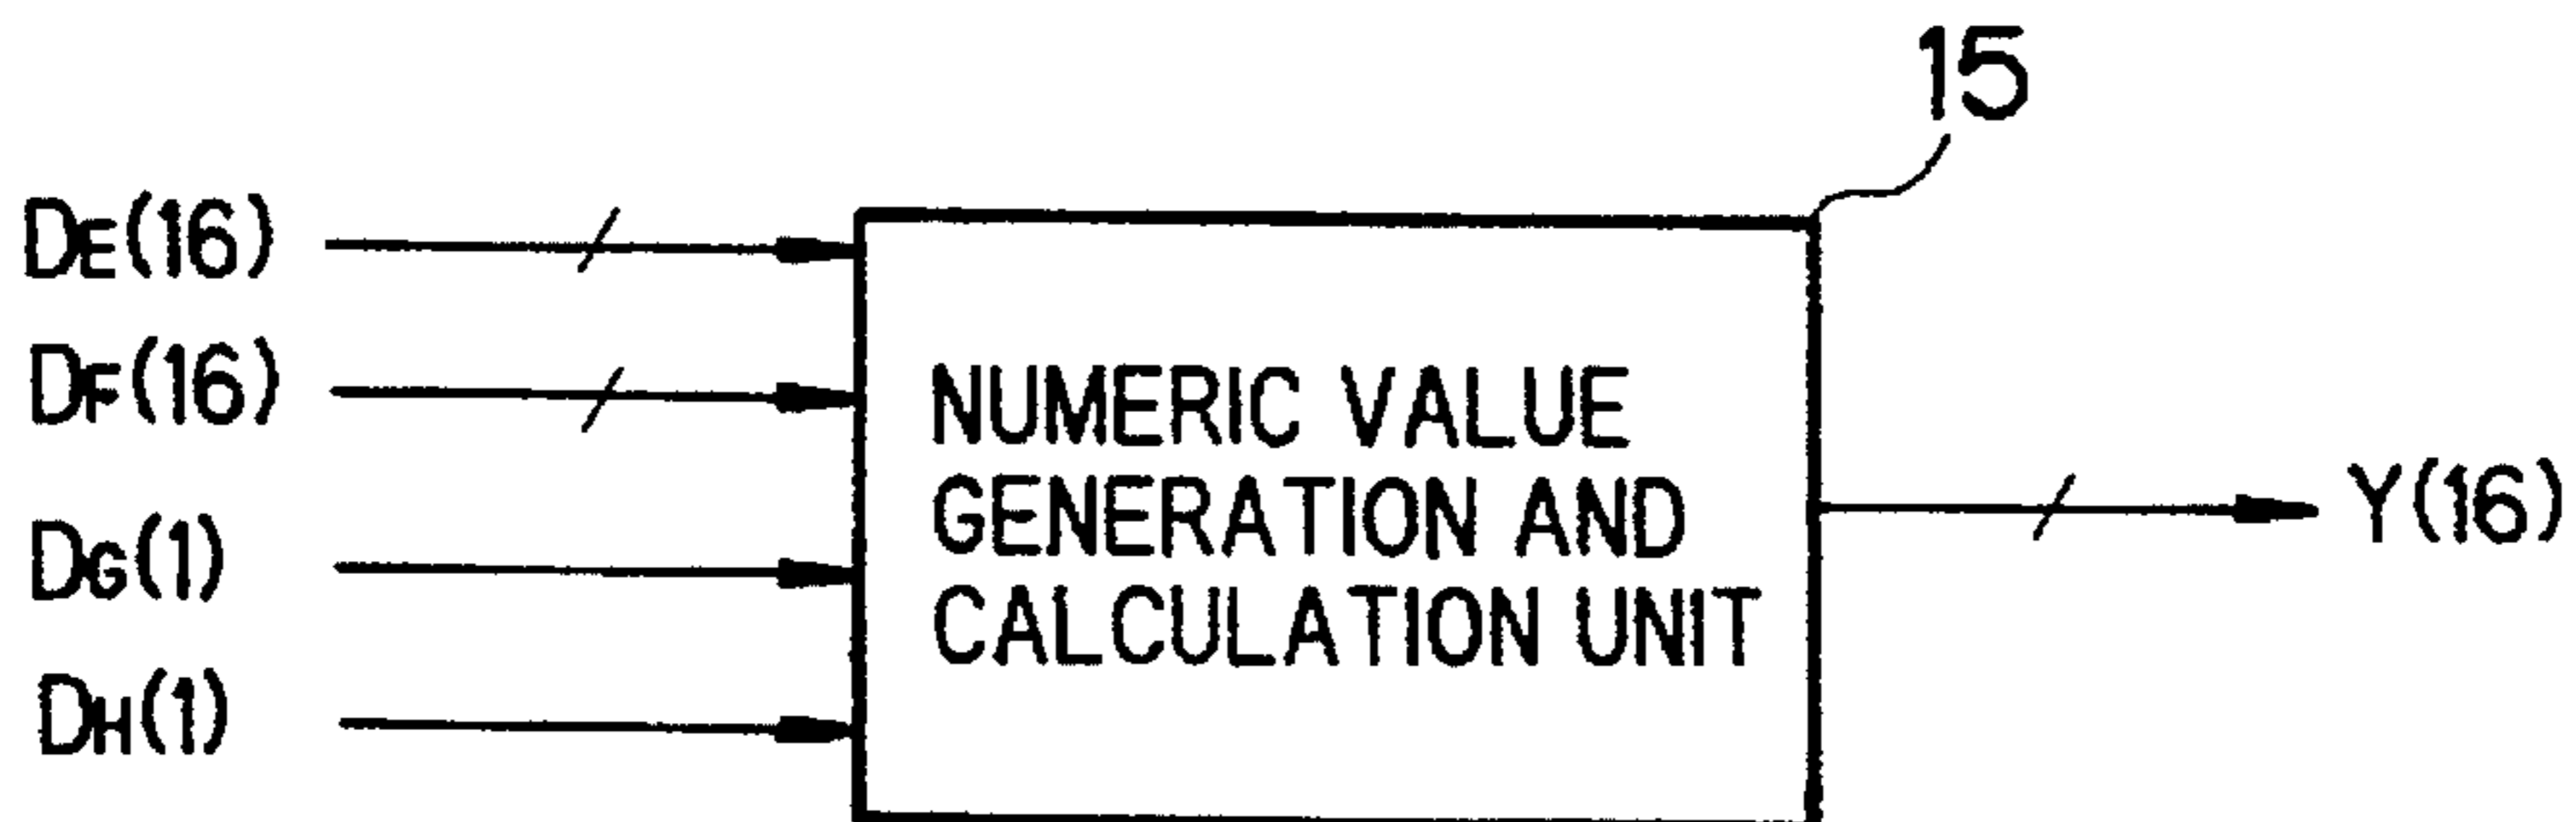 15
DE(16)
DF(16)
DG(1)
DH(1)
NUMERIC VALUE
GENERATION AND
CALCULATION UNIT
Y(16)